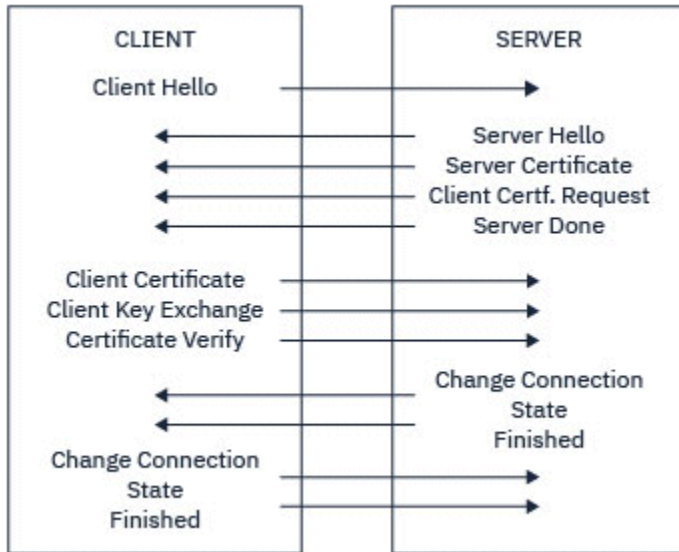 CLIENT
SERVER
Client Hello
Server Hello
Server Certificate
Client Certf. Request
Server Done
Client Certificate
Client Key Exchange
Certificate Verify
Change Connection
State
Finished
Change Connection
State
Finished